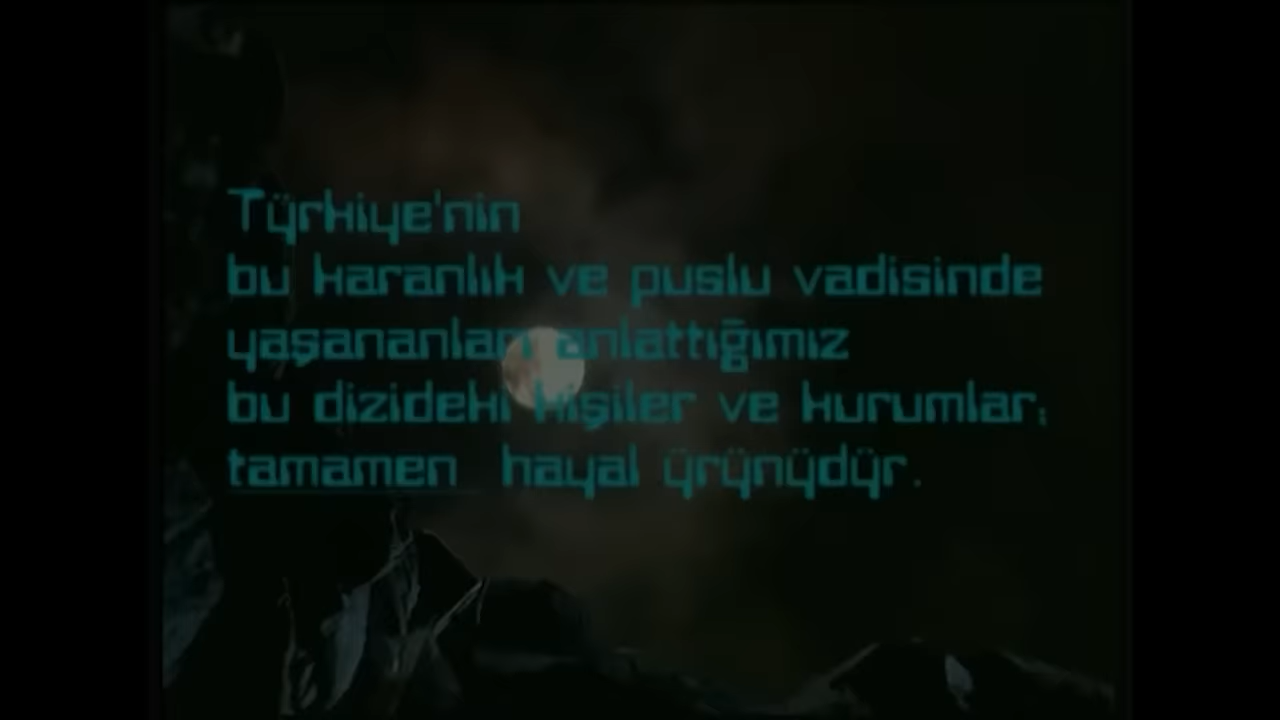 Türkiye'nin
bu karanlık ve puslu vadisinde
yaşananları anlattığımız
bu dizideki kişiler ve kurumlar;
tamamen hayal ürünüdür.